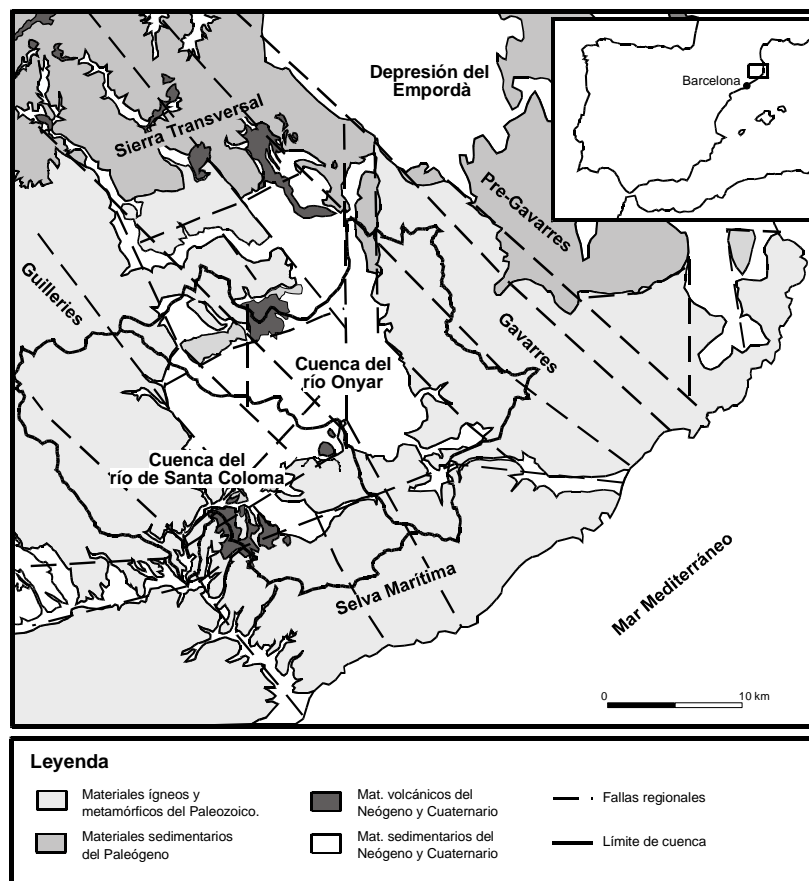 Depresión del
Empordà
Barcelona
Sierra Transversal
Pre-Gavarres
Guilleries
Gavarres
Cuenca del
río Onyar
Cuenca del
río de Santa Coloma
Selva Marítima
Mar Mediterráneo
0 10 km
Leyenda
Materiales ígneos y
metamórficos del Paleozoico.
Materiales sedimentarios
del Paleógeno
Mat. volcánicos del
Neógeno y Cuaternario
Mat. sedimentarios del
Neógeno y Cuaternario
Fallas regionales
Límite de cuenca